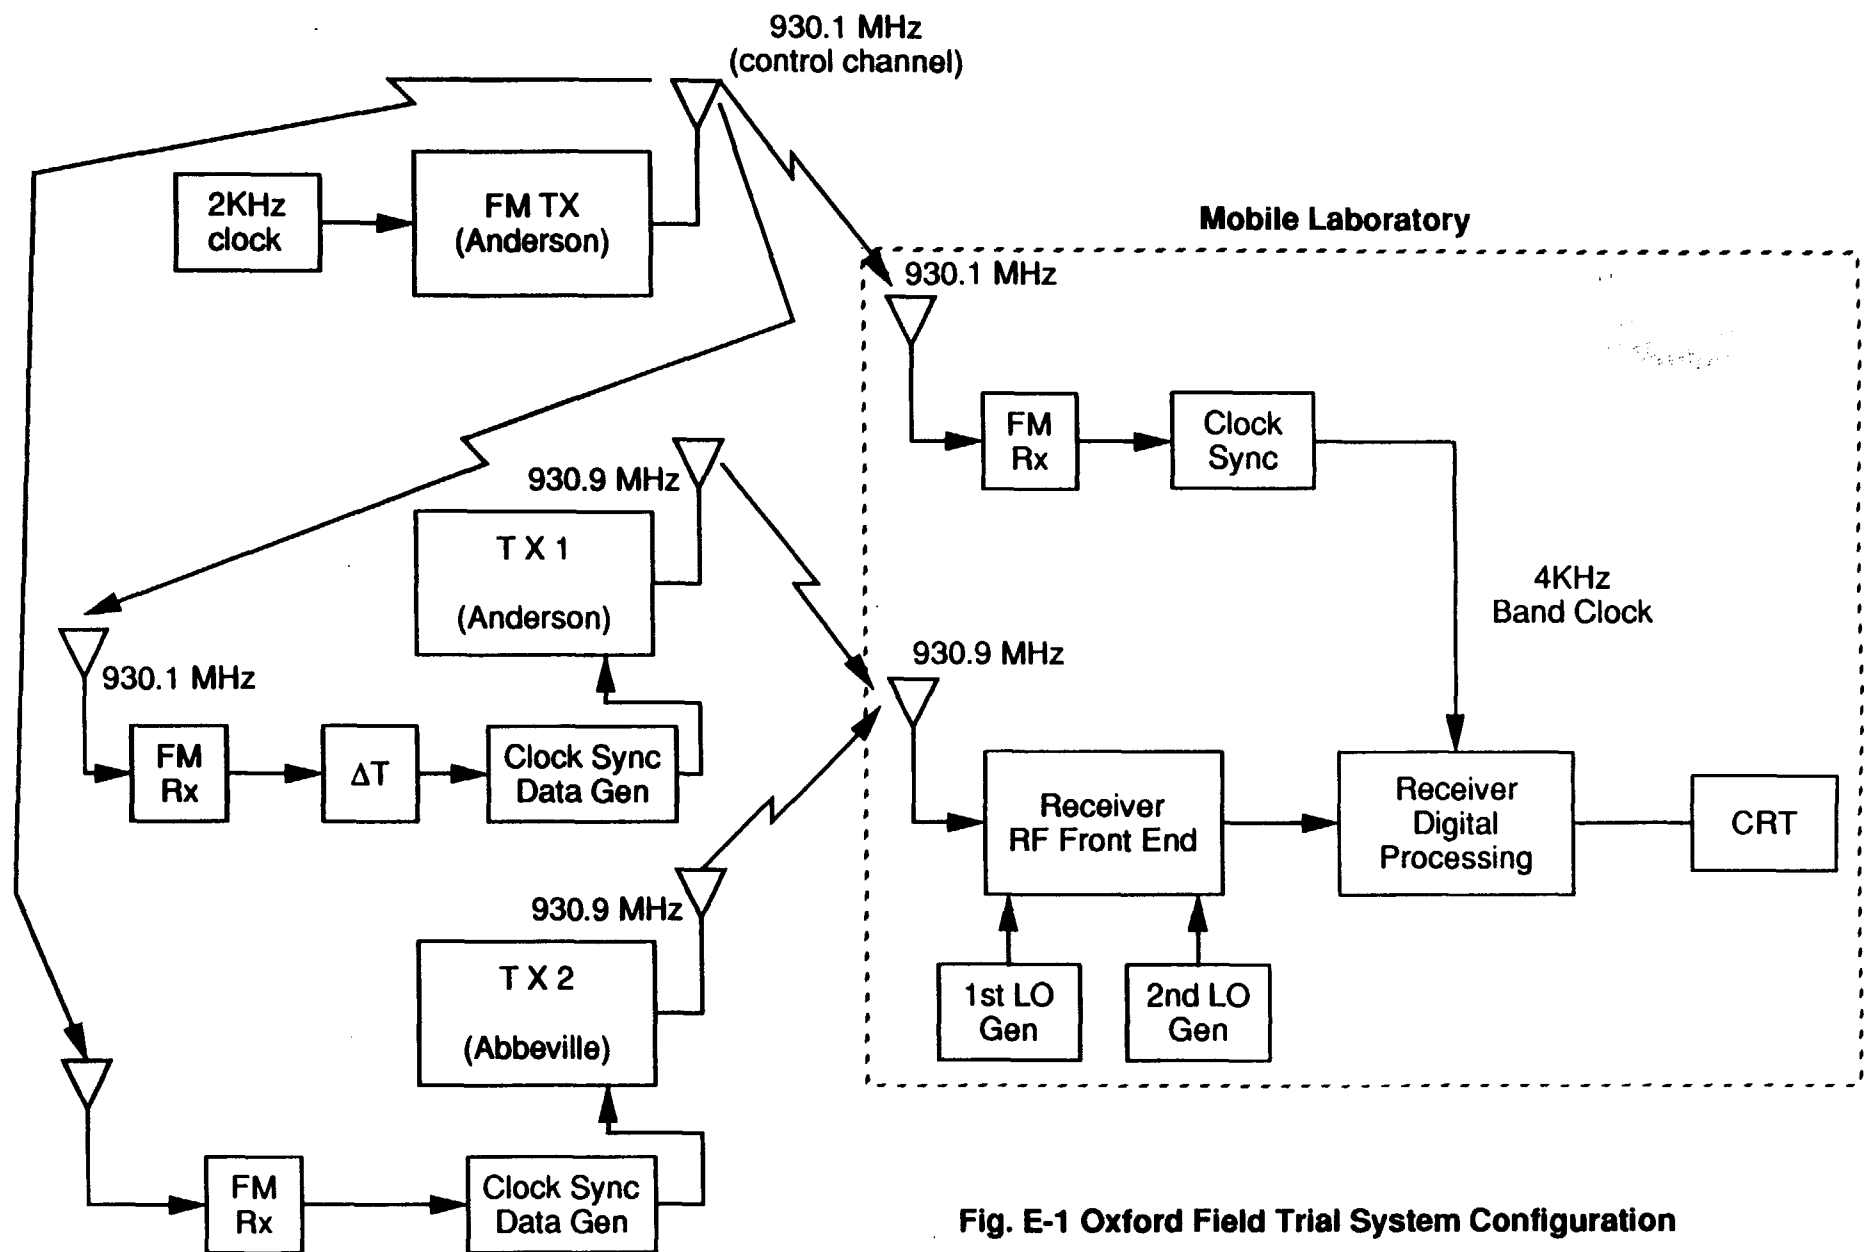 930.1 MHz
(control channel)
2KHz
clock
FM TX
(Anderson)
Mobile Laboratory
930.1 MHz
FM
Rx
Clock
Sync
4KHz
Band Clock
930.9 MHz
T X 1
(Anderson)
930.1 MHz
FM
Rx
ΔT
Clock Sync
Data Gen
930.9 MHz
Receiver
RF Front End
Receiver
Digital
Processing
CRT
1st LO
Gen
2nd LO
Gen
930.9 MHz
T X 2
(Abbeville)
FM
Rx
Clock Sync
Data Gen
Fig. E-1 Oxford Field Trial System Configuration